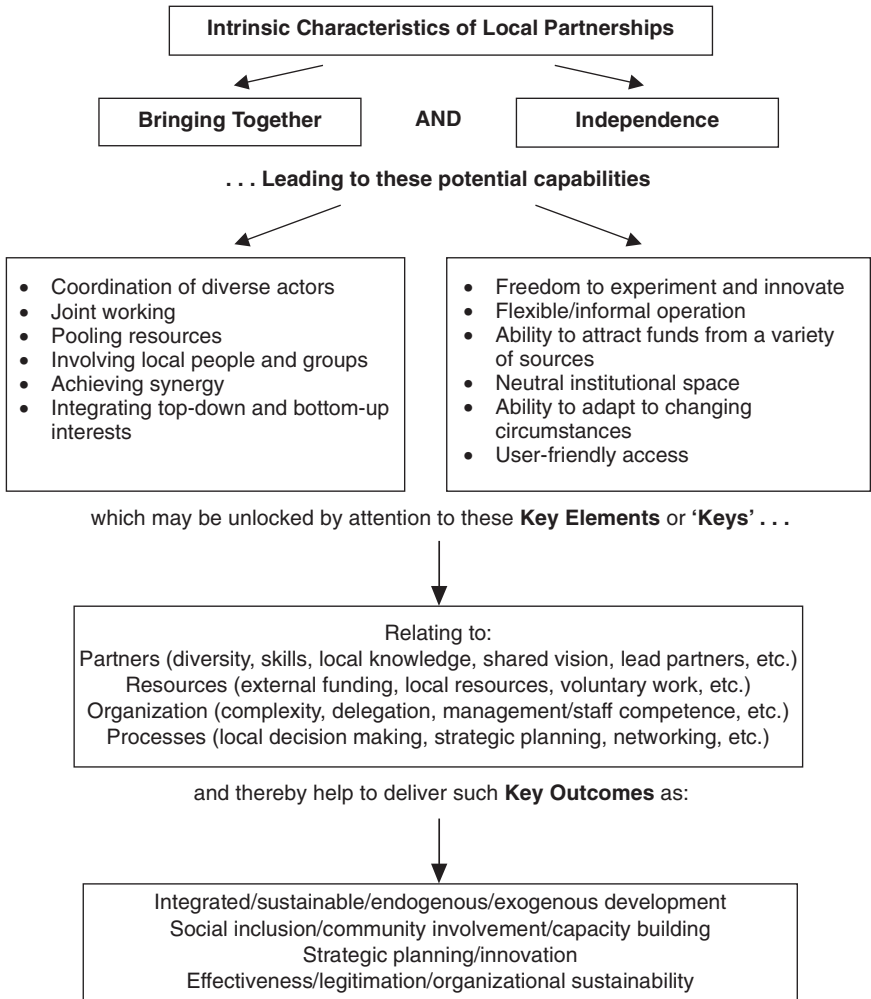 Intrinsic Characteristics of Local Partnerships
Bringing Together
AND
Independence
. . . Leading to these potential capabilities
• Coordination of diverse actors
• Joint working
• Pooling resources
• Involving local people and groups
• Achieving synergy
• Integrating top-down and bottom-up
interests
• Freedom to experiment and innovate
• Flexible/informal operation
• Ability to attract funds from a variety
of sources
• Neutral institutional space
• Ability to adapt to changing
circumstances
• User-friendly access
which may be unlocked by attention to these Key Elements or ‘Keys’ . . .
Relating to:
Partners (diversity, skills, local knowledge, shared vision, lead partners, etc.)
Resources (external funding, local resources, voluntary work, etc.)
Organization (complexity, delegation, management/staff competence, etc.)
Processes (local decision making, strategic planning, networking, etc.)
and thereby help to deliver such Key Outcomes as:
Integrated/sustainable/endogenous/exogenous development
Social inclusion/community involvement/capacity building
Strategic planning/innovation
Effectiveness/legitimation/organizational sustainability